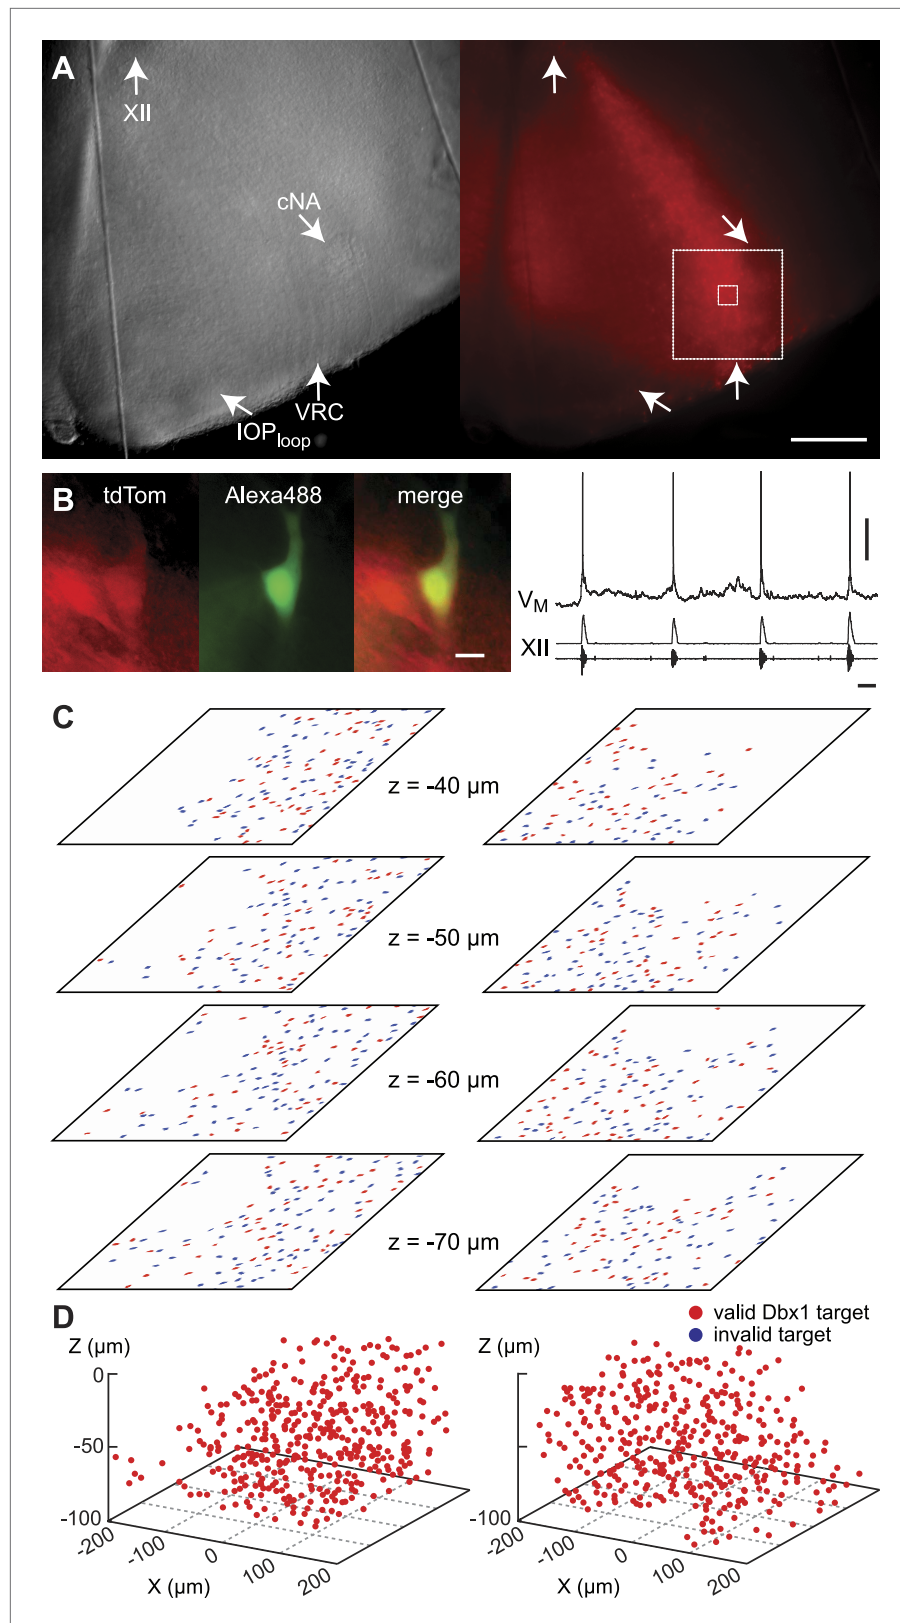 A
XII
cNA
VRC
IOPloop
B
tdTom
Alexa488
merge
VM
XII
C
z = -40 µm
z = -50 µm
z = -60 µm
z = -70 µm
D
valid Dbx1 target
invalid target
Z (µm)
0
-50
-100
-200
-100
0
100
200
X (µm)
Z (µm)
-100
-200
-100
0
100
200
X (µm)